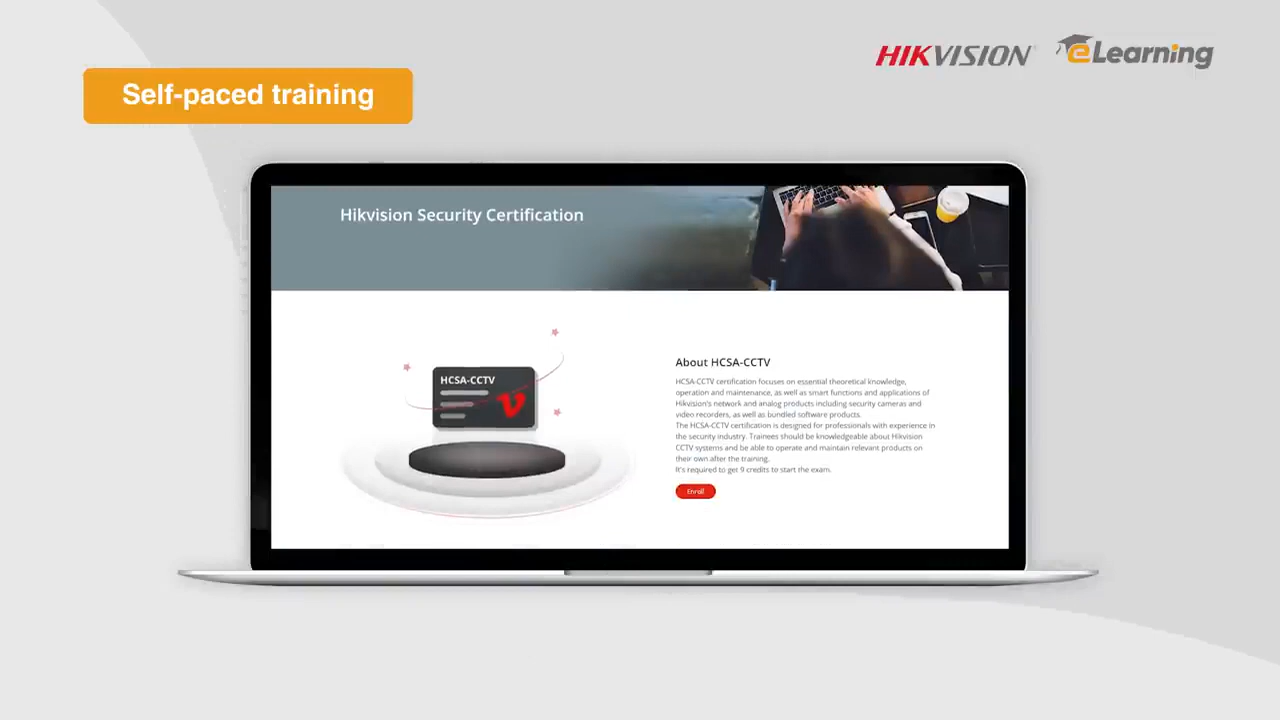 HIKVISION eLearning
Self-paced training
Hikvision Security Certification
HCSA-CCTV
About HCSA-CCTV
HCSA-CCTV certification focuses on essential theoretical knowledge,
operation and maintenance, as well as smart functions and applications of
Hikvision's network and analog products including security cameras and
video recorders, as well as bundled software products.
The HCSA-CCTV certification is designed for professionals with experience in
the security industry. Trainees should be knowledgeable about Hikvision
CCTV systems and be able to operate and maintain relevant products on
their own after the training.
It's required to get 9 credits to start the exam.
Enroll